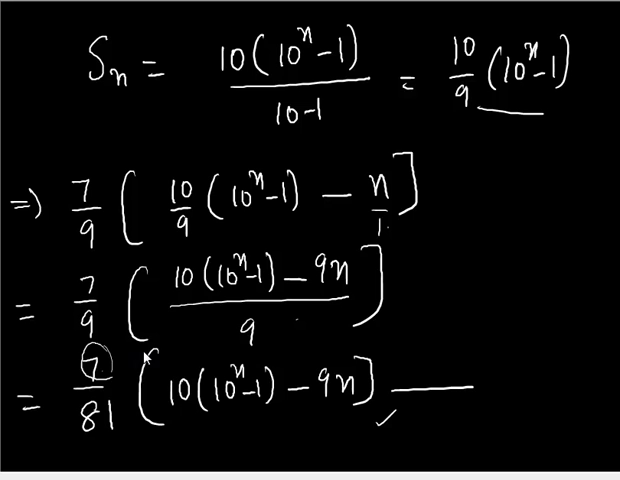 Sn = 10(10^n-1)/10-1 = 10/9 (10^n-1)
=> 7/9 [ 10/9 (10^n-1) - n/1 ]
= 7/9 [ 10(10^n-1) - 9n / 9 ]
= 7/81 [ 10(10^n-1) - 9n ]